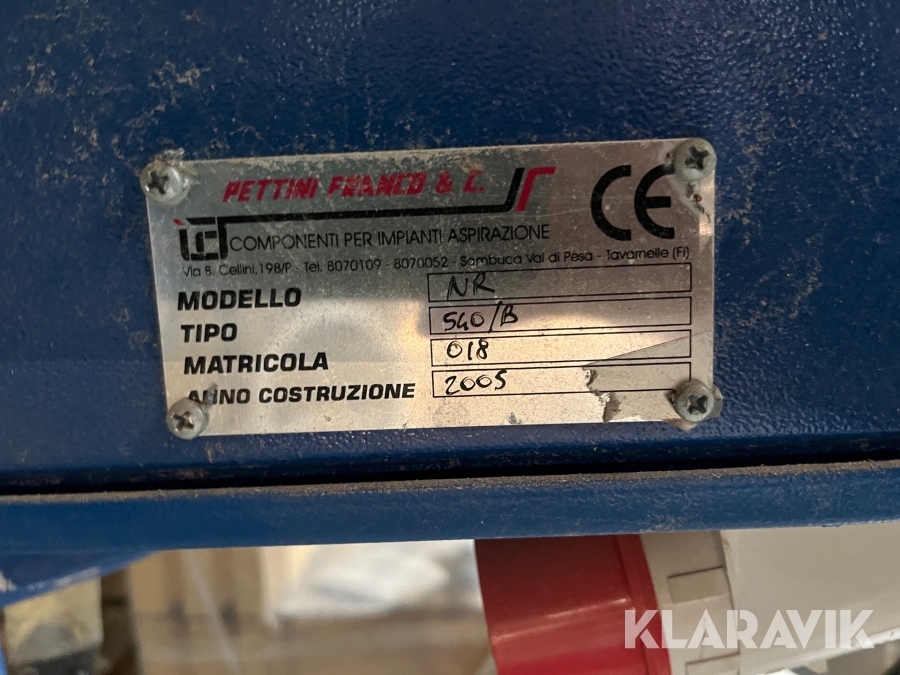 PETTINI FRANCO & C.
CE
COMPONENTI PER IMPIANTI ASPIRAZIONE
Via B. Cellini,198/P - Tel. 8070109 - 8070052 - Sambuca Val di Pesa - Tavarnelle (Fi)
MODELLO NR
TIPO 540/B
MATRICOLA 018
ANNO COSTRUZIONE 2005
KLARAVIK